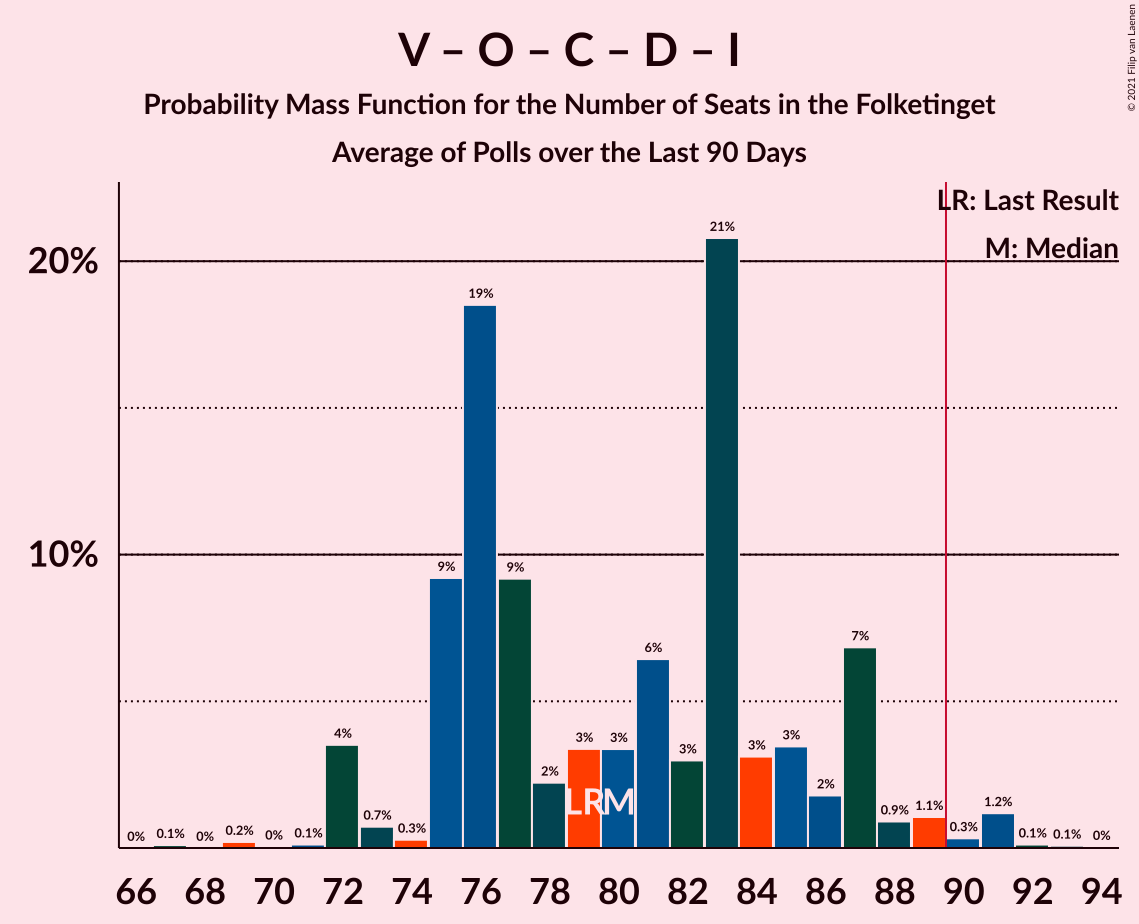 V – O – C – D – I
Probability Mass Function for the Number of Seats in the Folketinget
Average of Polls over the Last 90 Days
© 2021 Filip van Laenen
LR: Last Result
M: Median
20%
10%
0% 0.1% 0% 0.2% 0% 0.1% 4% 0.7% 0.3% 9% 19% 9% 2% 3% 3% 6% 3% 21% 3% 3% 2% 7% 0.9% 1.1% 0.3% 1.2% 0.1% 0.1% 0%
LR M
66 68 70 72 74 76 78 80 82 84 86 88 90 92 94